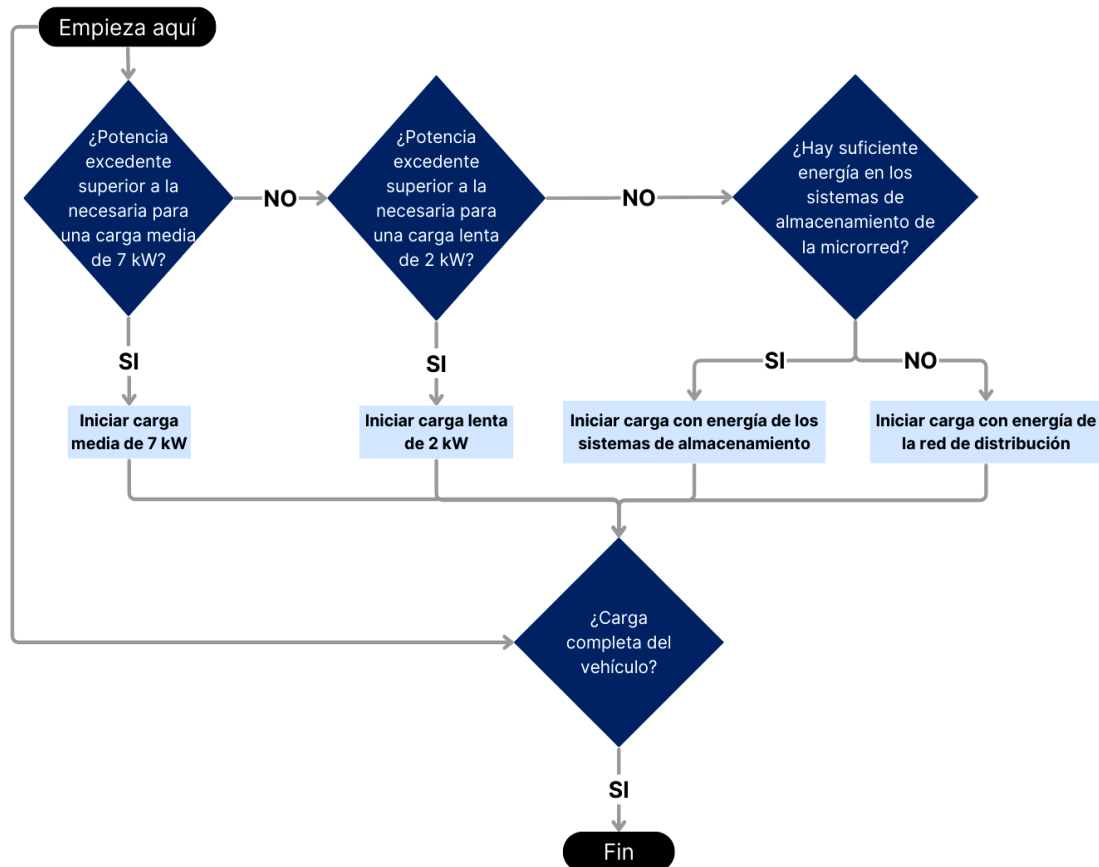 Empieza aquí
¿Potencia
excedente
superior a la
necesaria para
una carga media
de 7 kW?
NO
¿Potencia
excedente
superior a la
necesaria para
una carga lenta
de 2 kW?
NO
¿Hay suficiente
energía en los
sistemas de
almacenamiento de
la microrred?
SI
SI
SI
NO
Iniciar carga
media de 7 kW
Iniciar carga lenta
de 2 kW
Iniciar carga con energía de los
sistemas de almacenamiento
Iniciar carga con energía de
la red de distribución
¿Carga
completa del
vehículo?
SI
Fin